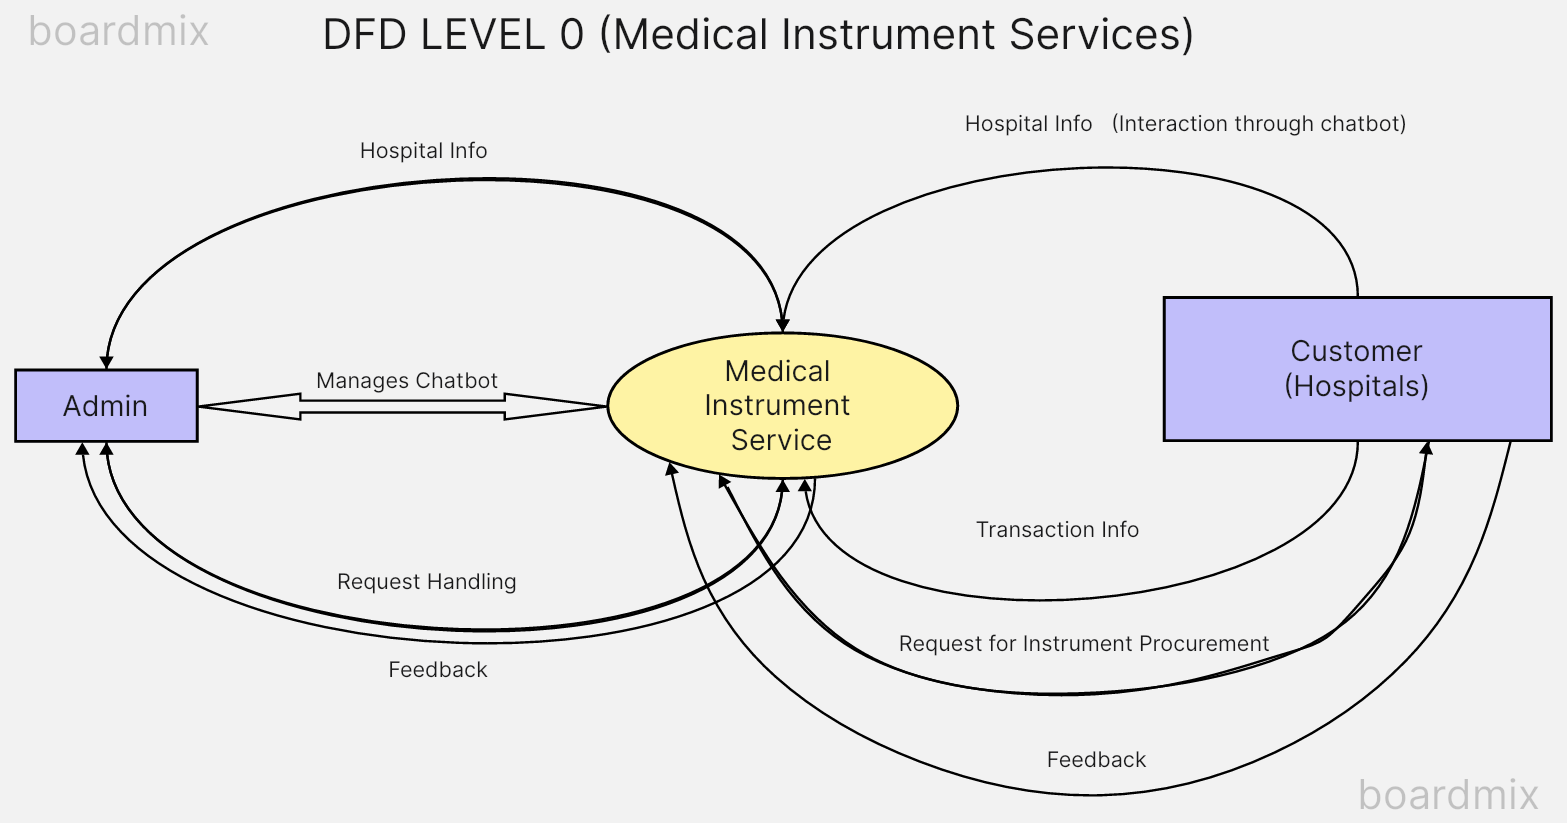 boardmix
DFD LEVEL 0 (Medical Instrument Services)
Hospital Info (Interaction through chatbot)
Hospital Info
Customer
(Hospitals)
Medical
Instrument
Service
Manages Chatbot
Admin
Transaction Info
Request Handling
Request for Instrument Procurement
Feedback
Feedback
boardmix